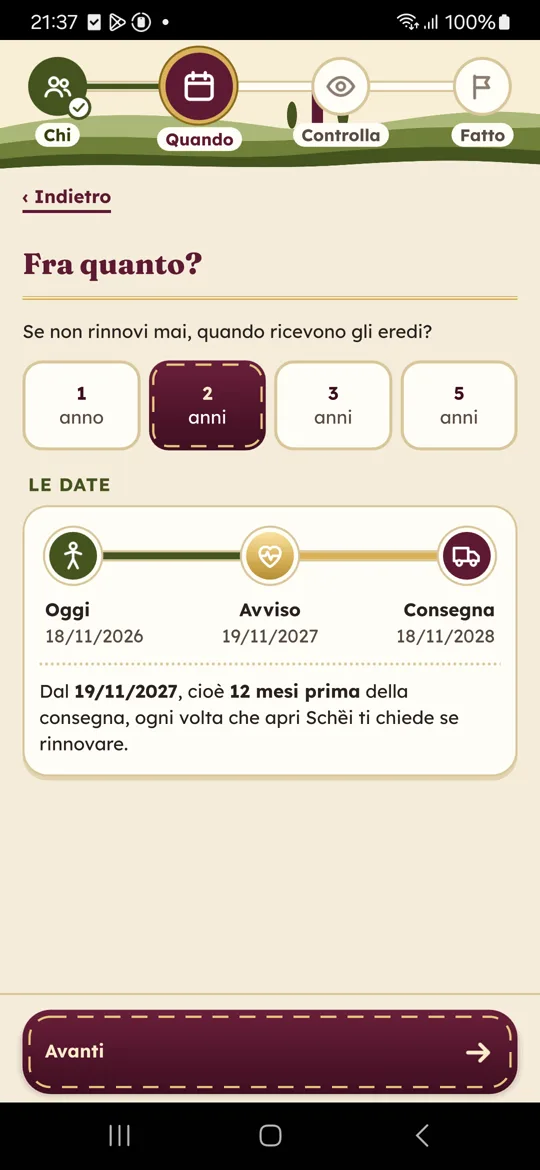 21:37
100%
Chi
Quando
Controlla
Fatto
‹ Indietro
Fra quanto?
Se non rinnovi mai, quando ricevono gli eredi?
1
anno
2
anni
3
anni
5
anni
LE DATE
Oggi
Avviso
Consegna
18/11/2026
19/11/2027
18/11/2028
Dal 19/11/2027, cioè 12 mesi prima della
consegna, ogni volta che apri Schèi ti chiede se
rinnovare.
Avanti